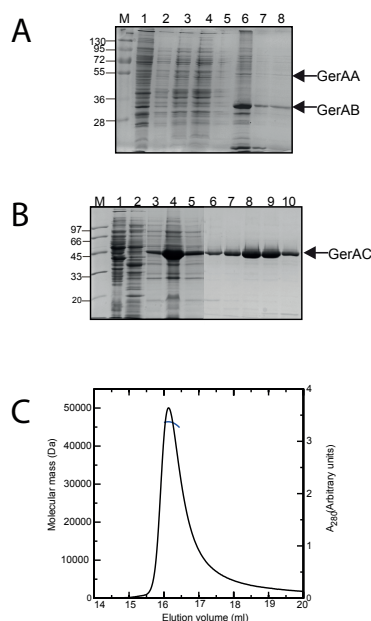 A
M 1 2 3 4 5 6 7 8
130
95
72
55
36
28
GerAA
GerAB
B
M 1 2 3 4 5 6 7 8 9 10
97
66
45
33
20
GerAC
C
50000
40000
30000
20000
10000
0
Molecular mass (Da)
4
3
2
1
0
A280(Arbitrary units)
14 15 16 17 18 19 20
Elution volume (ml)